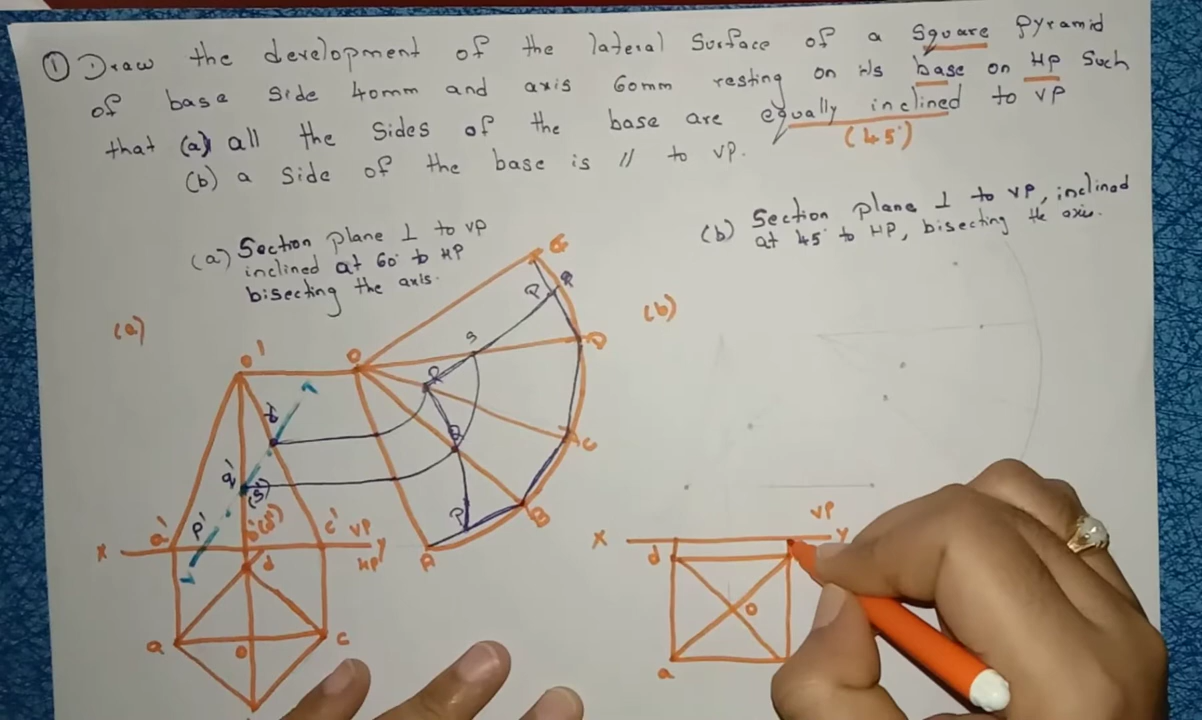 ① Draw the development of the lateral Surface of a Square Pyramid
of base side 40mm and axis 60mm resting on its base on HP Such
that (a) all the Sides of the base are equally inclined to VP
(45°)
(b) a Side of the base is // to VP.
(a) Section plane ⊥ to VP
inclined at 60° to HP
bisecting the axis.
(b) Section plane ⊥ to VP, inclined
at 45° to HP, bisecting the axis.
(a)
(b)
O'
O
S
D
R
C
Q
B
P
A
q'
(s')
P'
a'
b'(d')
c'
VP
X
Y
HP
d
a
O
C
VP
X
Y
d
O
a